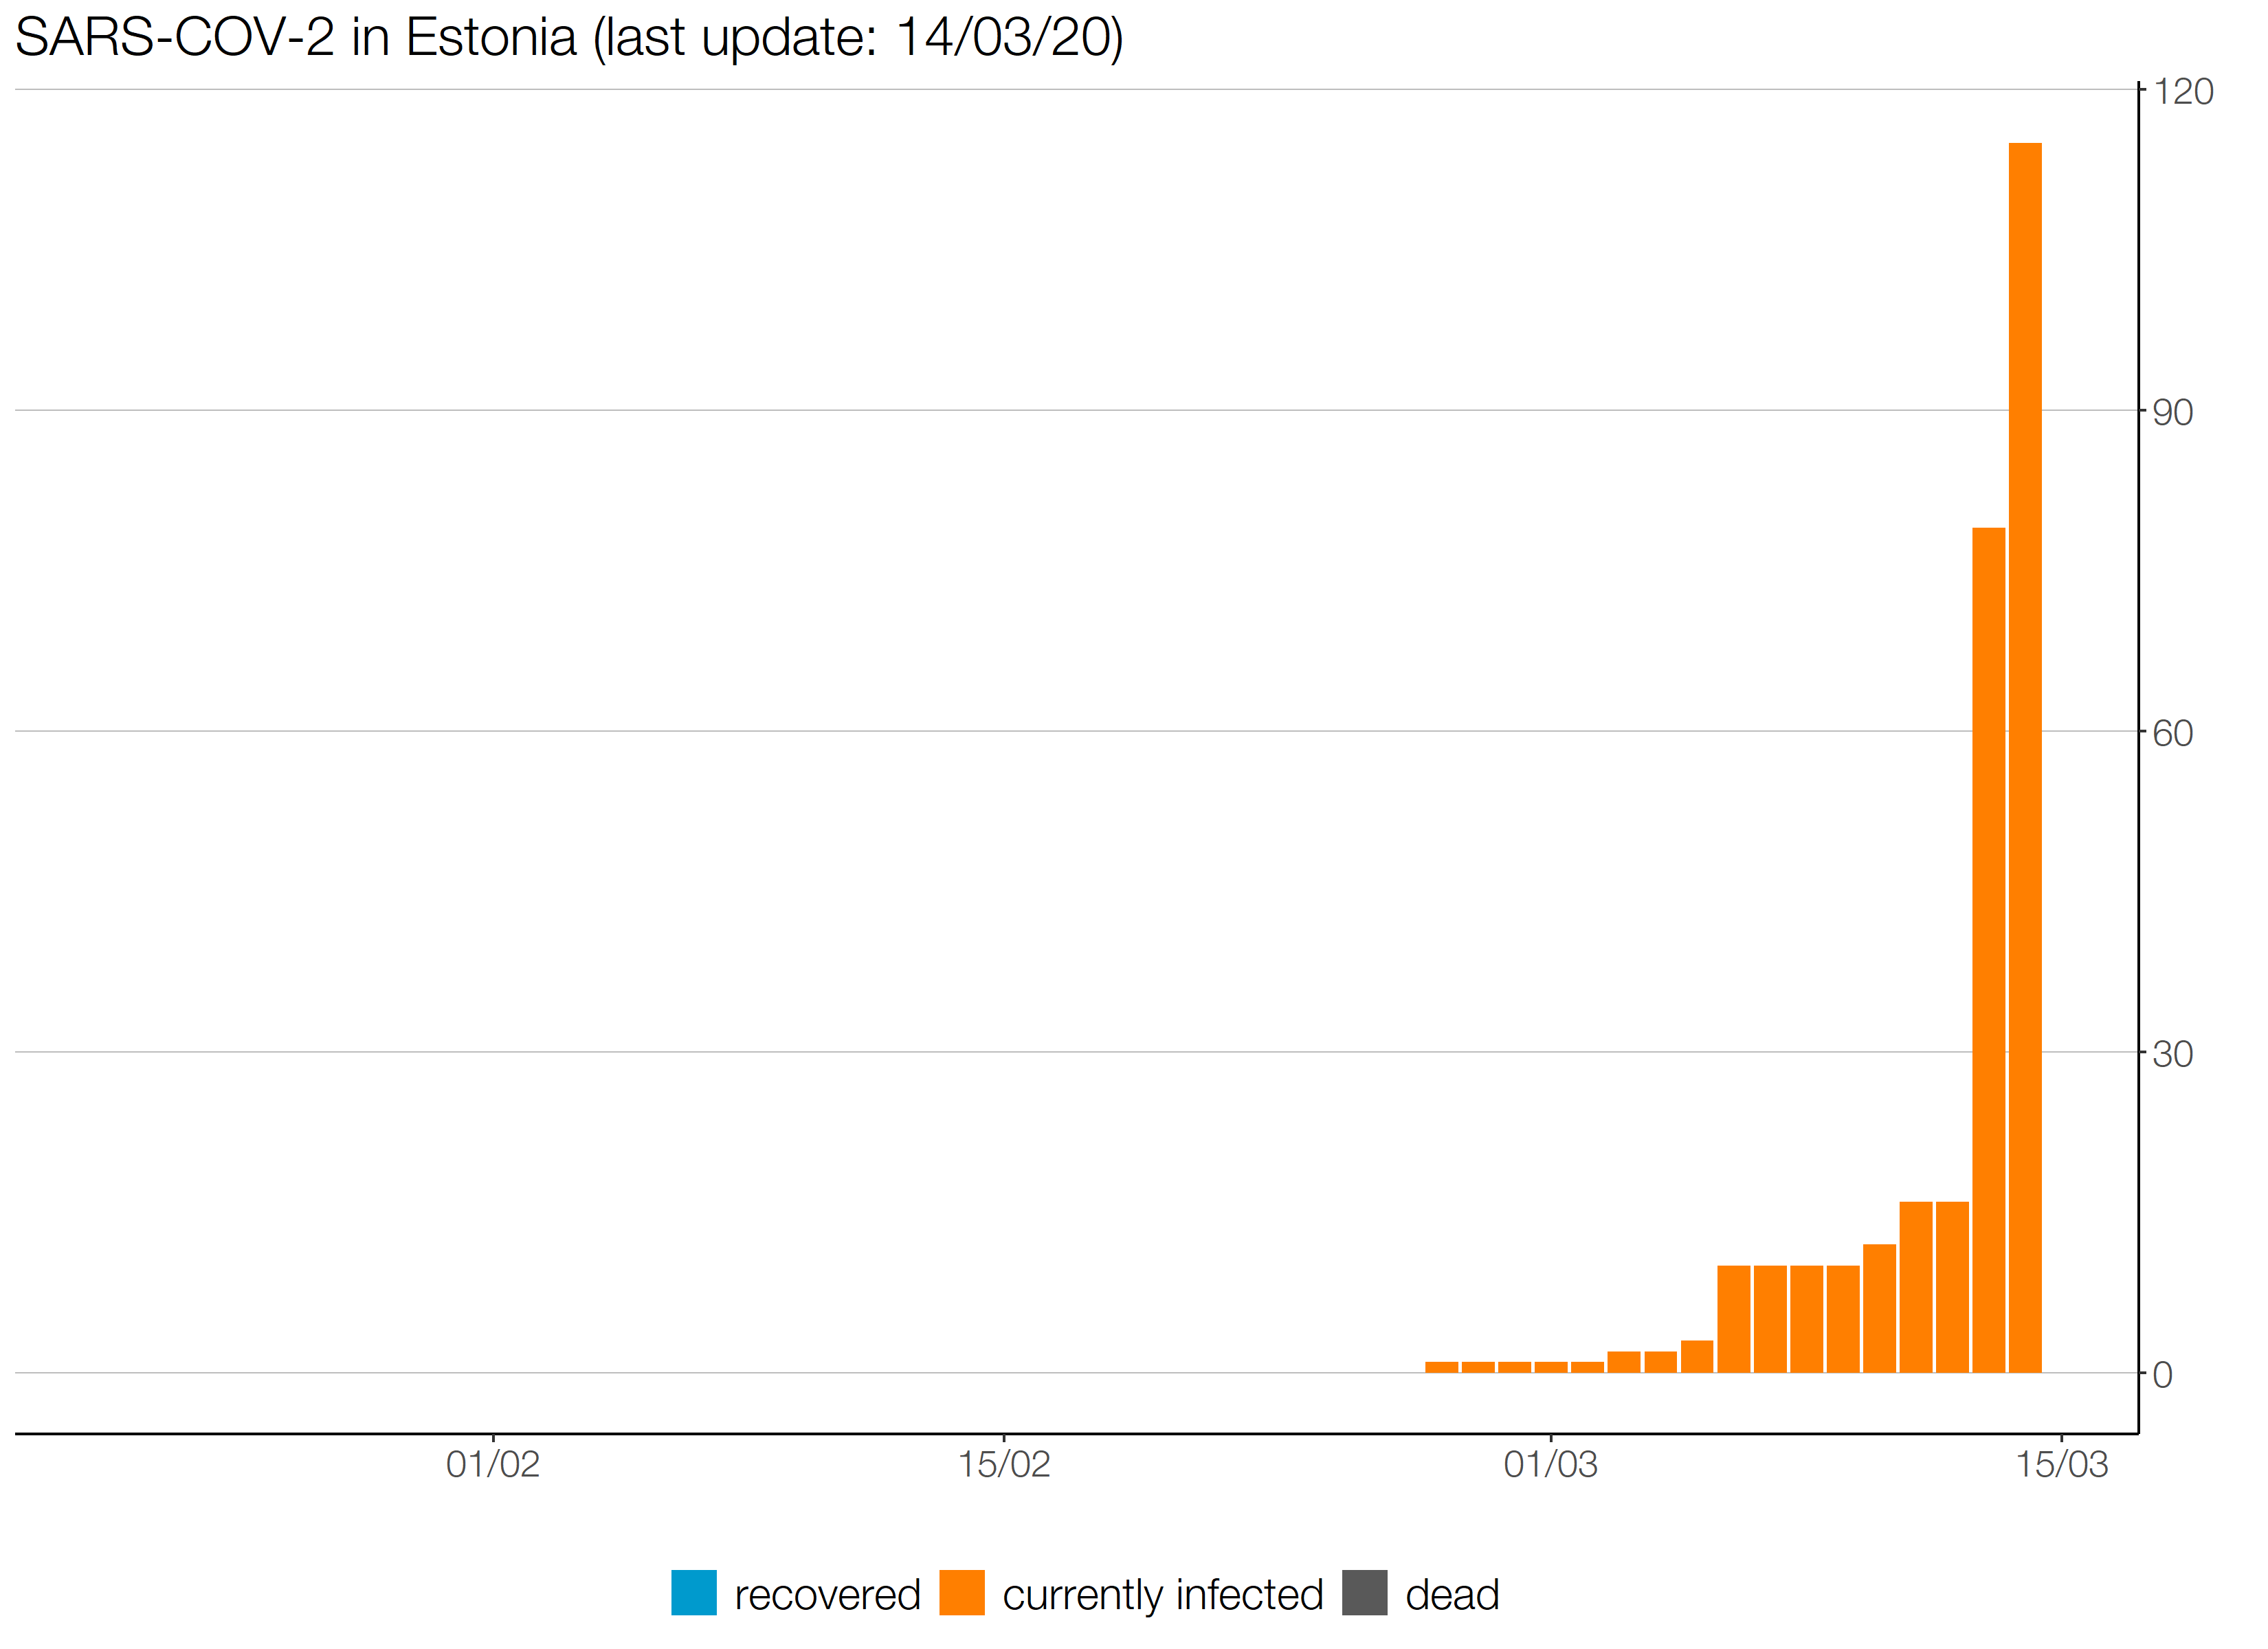 SARS-COV-2 in Estonia (last update: 14/03/20)
120
90
60
30
0
01/02 15/02 01/03 15/03
recovered currently infected dead